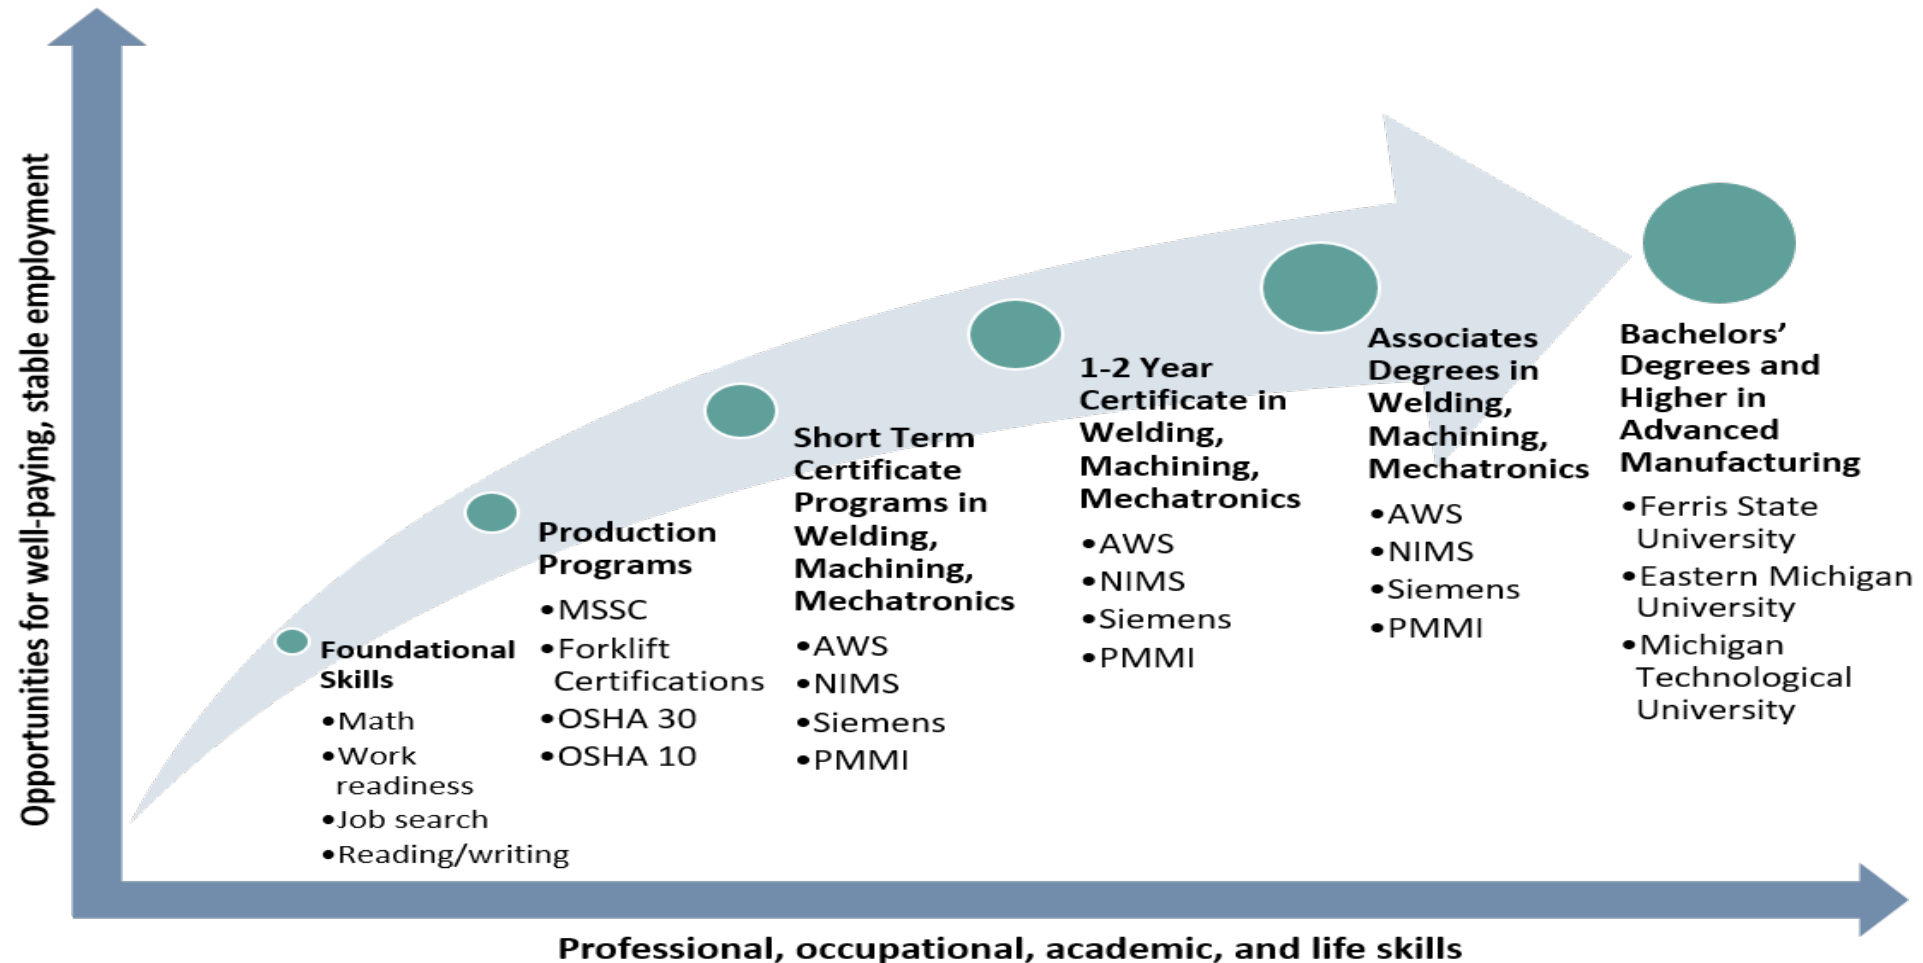 Opportunities for well-paying, stable employment
Foundational
Skills
•Math
•Work
readiness
•Job search
•Reading/writing
Production
Programs
•MSSC
•Forklift
Certifications
•OSHA 30
•OSHA 10
Short Term
Certificate
Programs in
Welding,
Machining,
Mechatronics
•AWS
•NIMS
•Siemens
•PMMI
1-2 Year
Certificate in
Welding,
Machining,
Mechatronics
•AWS
•NIMS
•Siemens
•PMMI
Associates
Degrees in
Welding,
Machining,
Mechatronics
•AWS
•NIMS
•Siemens
•PMMI
Bachelors’
Degrees and
Higher in
Advanced
Manufacturing
•Ferris State
University
•Eastern Michigan
University
•Michigan
Technological
University
Professional, occupational, academic, and life skills